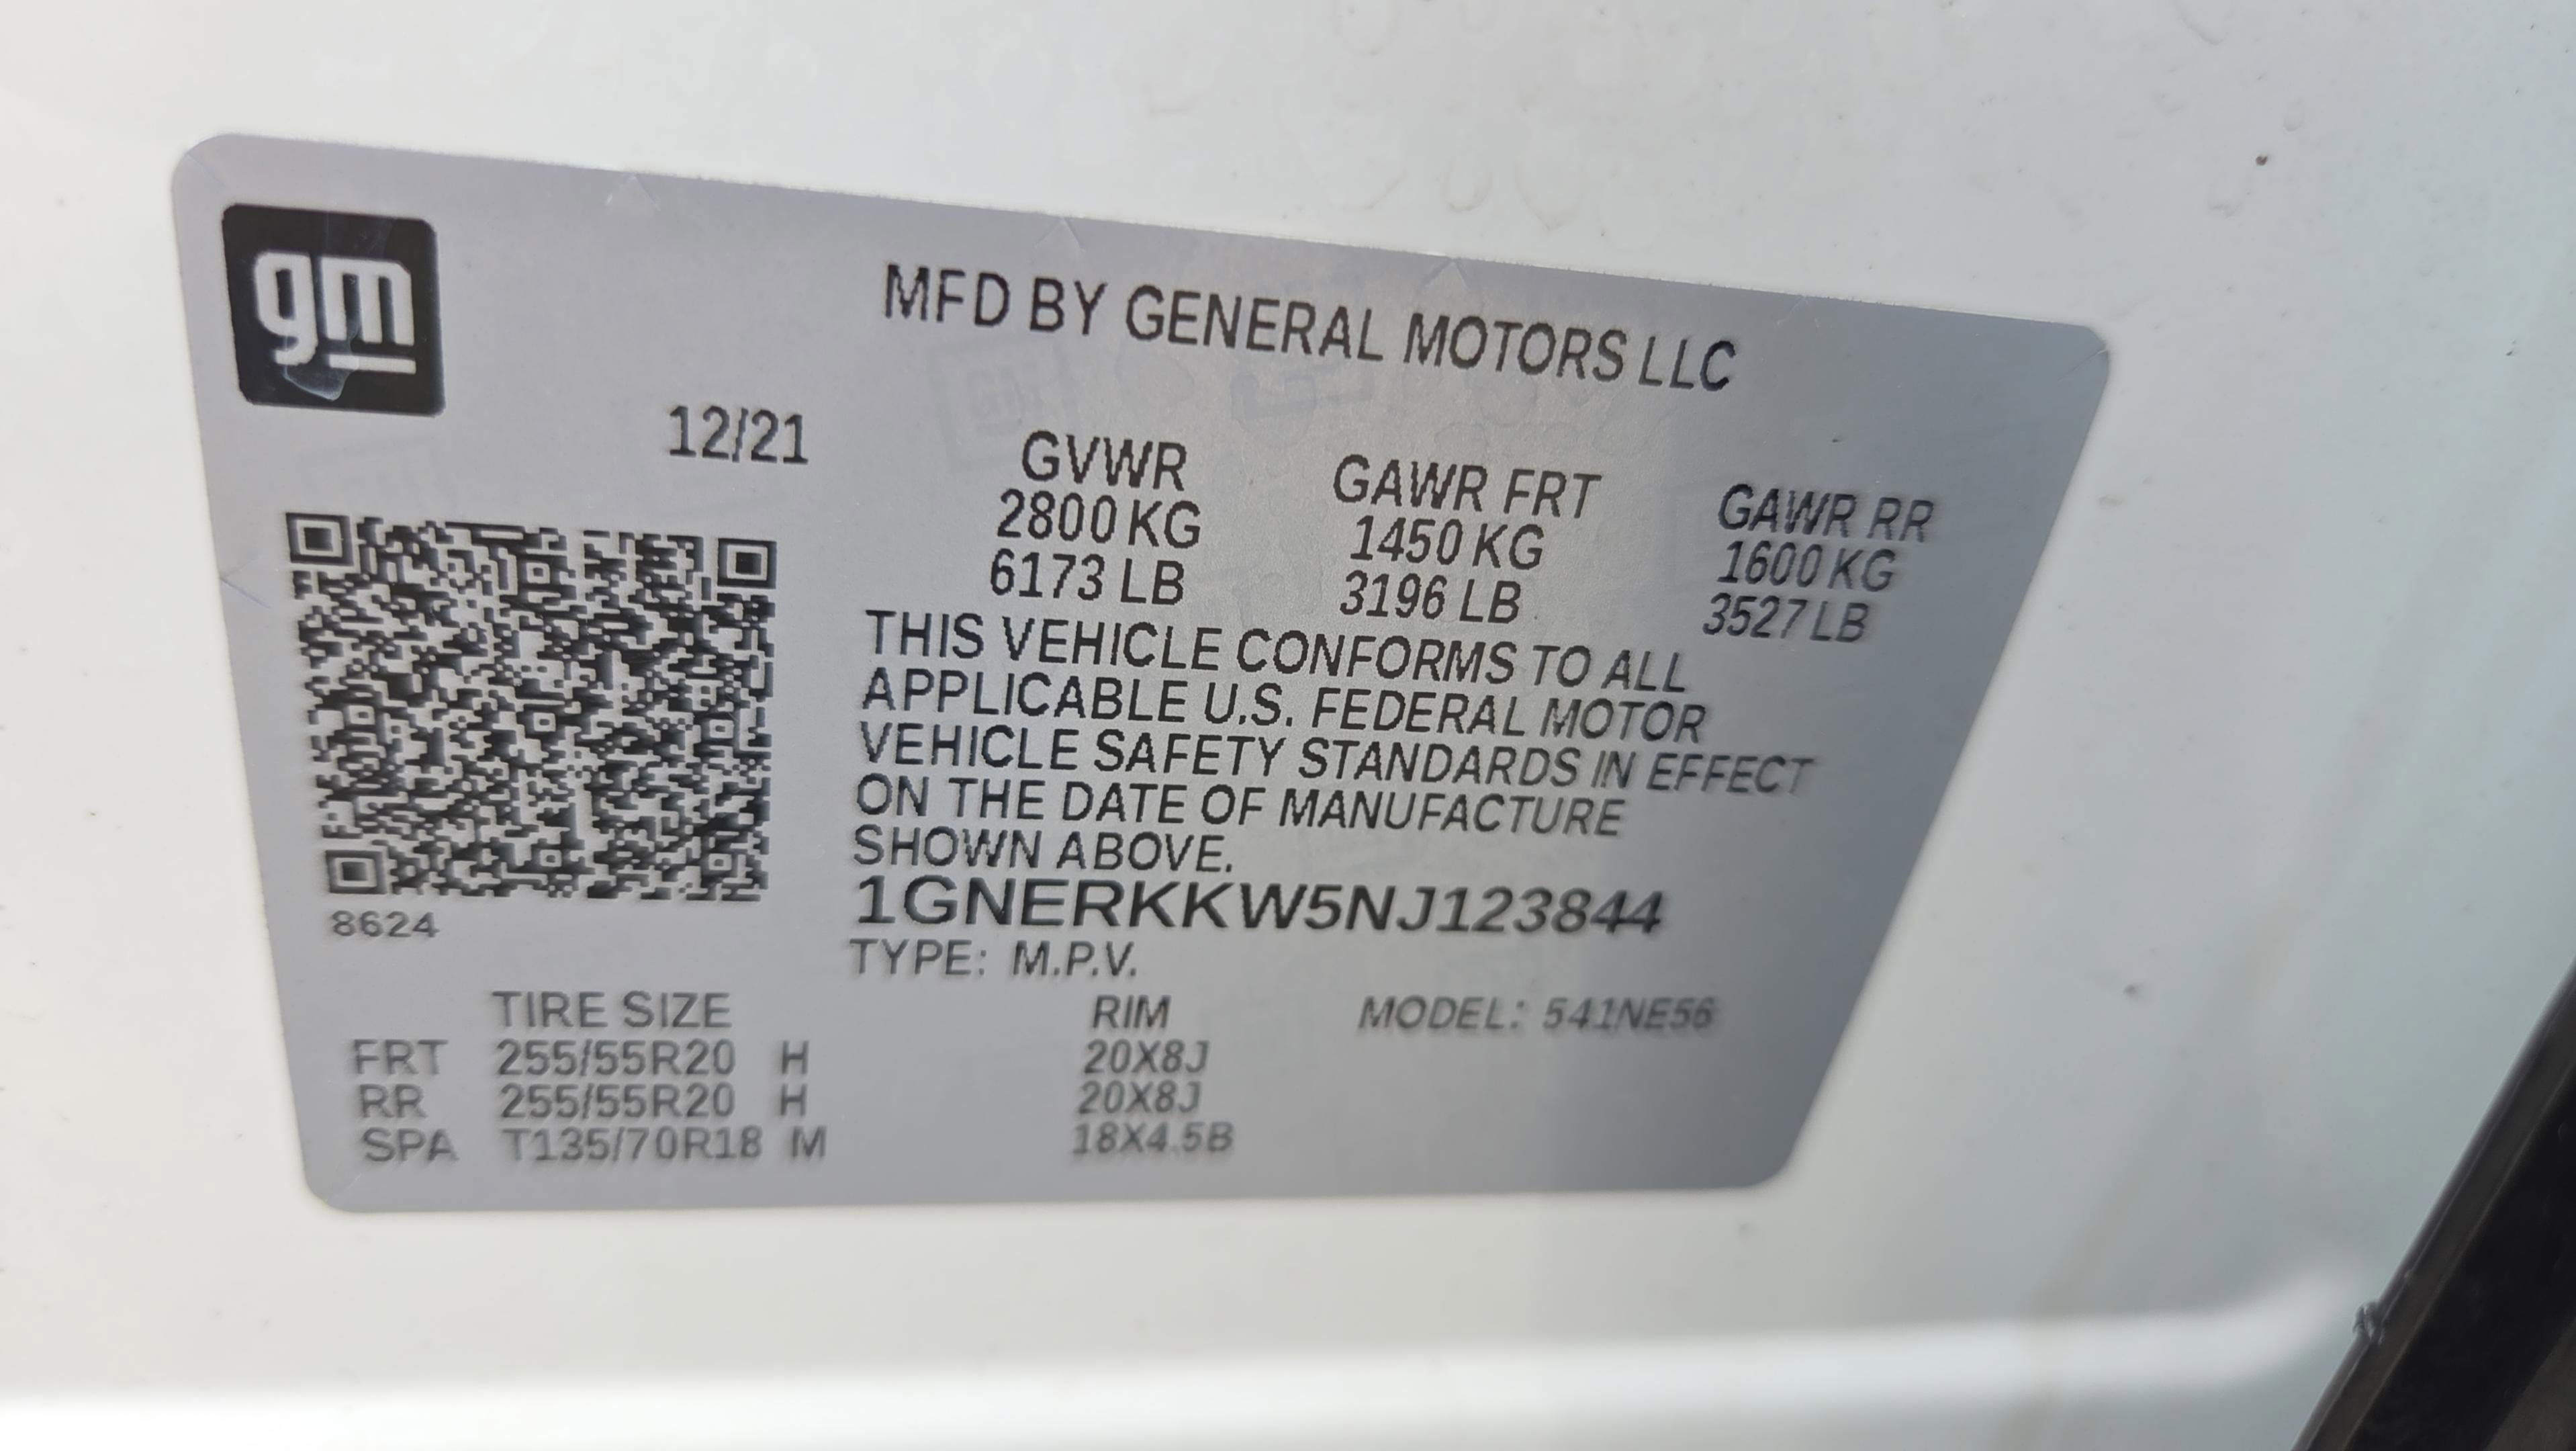 gm
MFD BY GENERAL MOTORS LLC
12/21
GVWR GAWR FRT GAWR RR
2800 KG 1450 KG 1600 KG
6173 LB 3196 LB 3527 LB
THIS VEHICLE CONFORMS TO ALL
APPLICABLE U.S. FEDERAL MOTOR
VEHICLE SAFETY STANDARDS IN EFFECT
ON THE DATE OF MANUFACTURE
SHOWN ABOVE.
1GNERKKW5NJ123844
8624
TYPE: M.P.V.
TIRE SIZE RIM MODEL: 541NE56
FRT 255/55R20 H 20X8J
RR 255/55R20 H 20X8J
SPA T135/70R18 M 18X4.5B